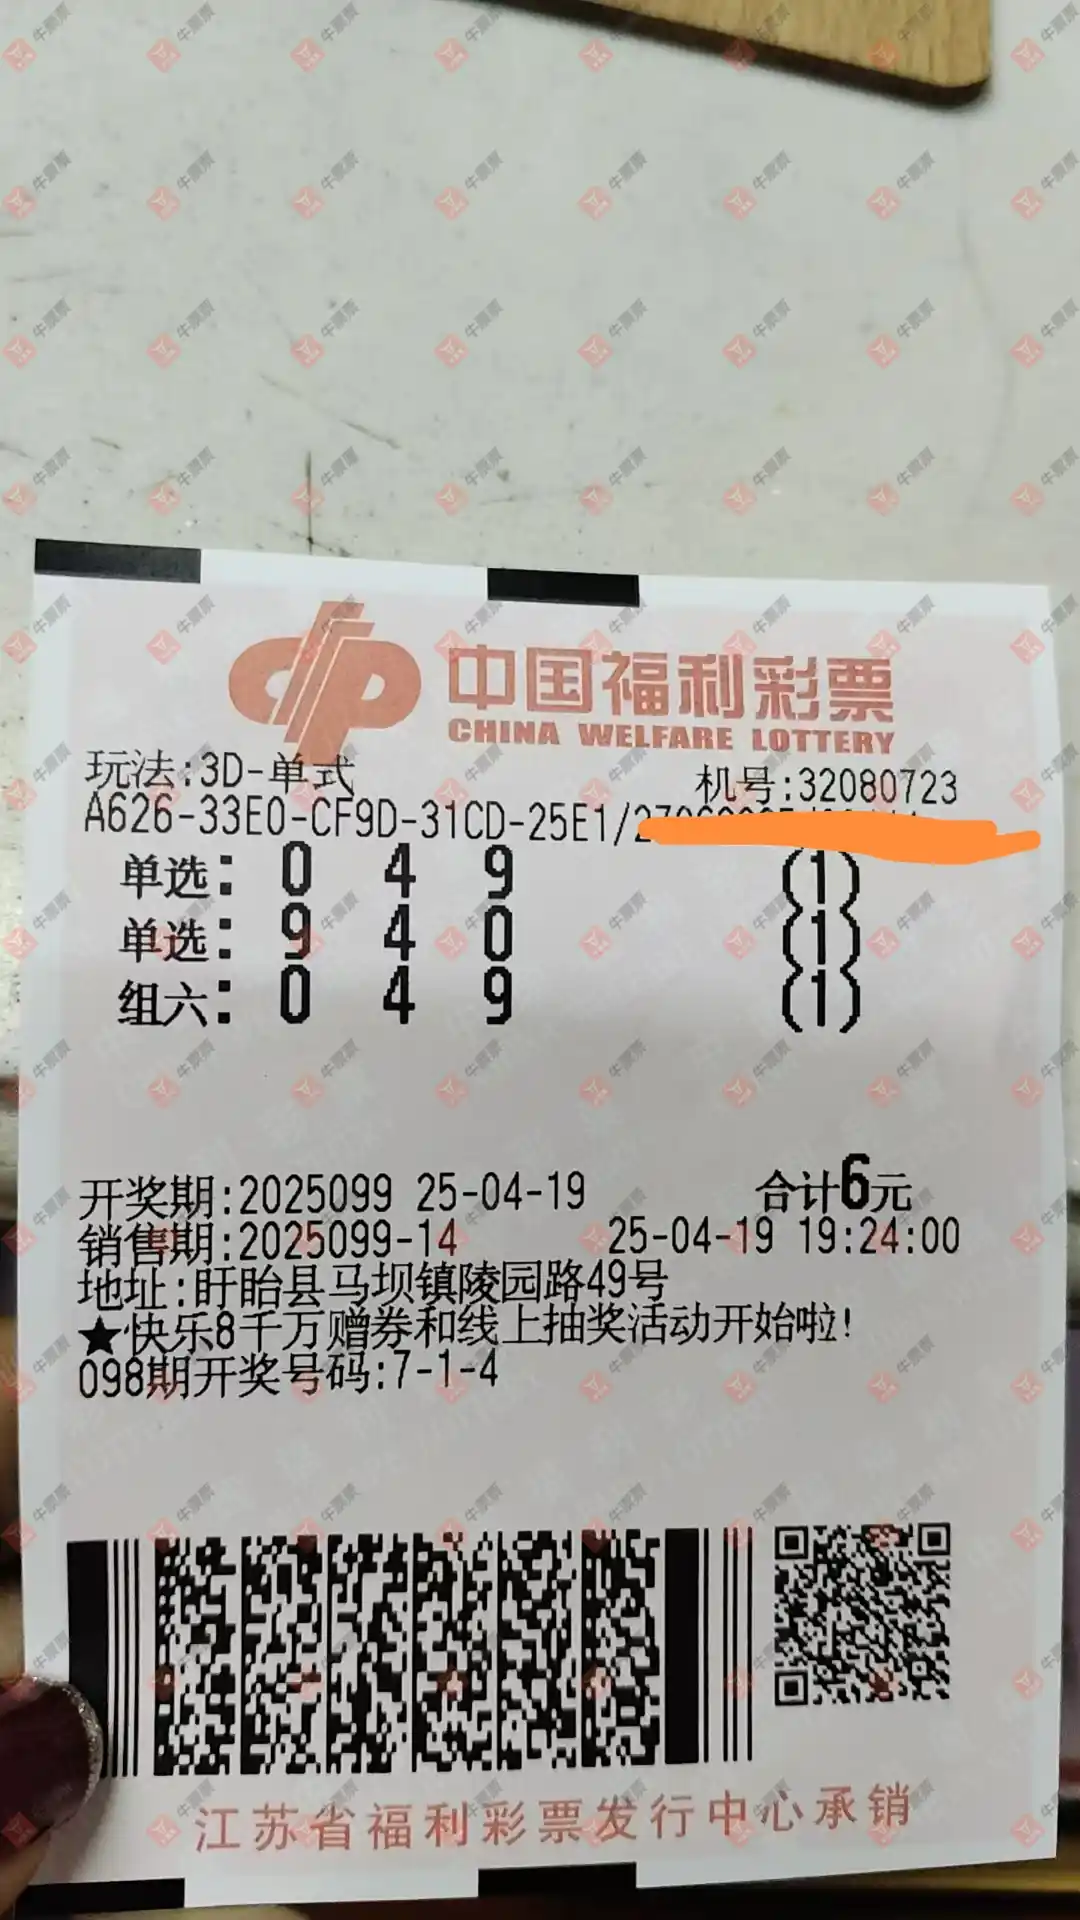 中国福利彩票
CHINA WELFARE LOTTERY
玩法:3D-单式
机号:32080723
A626-33E0-CF9D-31CD-25E1/2
单选: 0 4 9 (1)
单选: 9 4 0 (1)
组六: 0 4 9 (1)
开奖期:2025099 25-04-19 合计6元
销售期:2025099-14 25-04-19 19:24:00
地址:盱眙县马坝镇陵园路49号
★快乐8千万赠券和线上抽奖活动开始啦!
098期开奖号码:7-1-4
江苏省福利彩票发行中心承销
牛票票